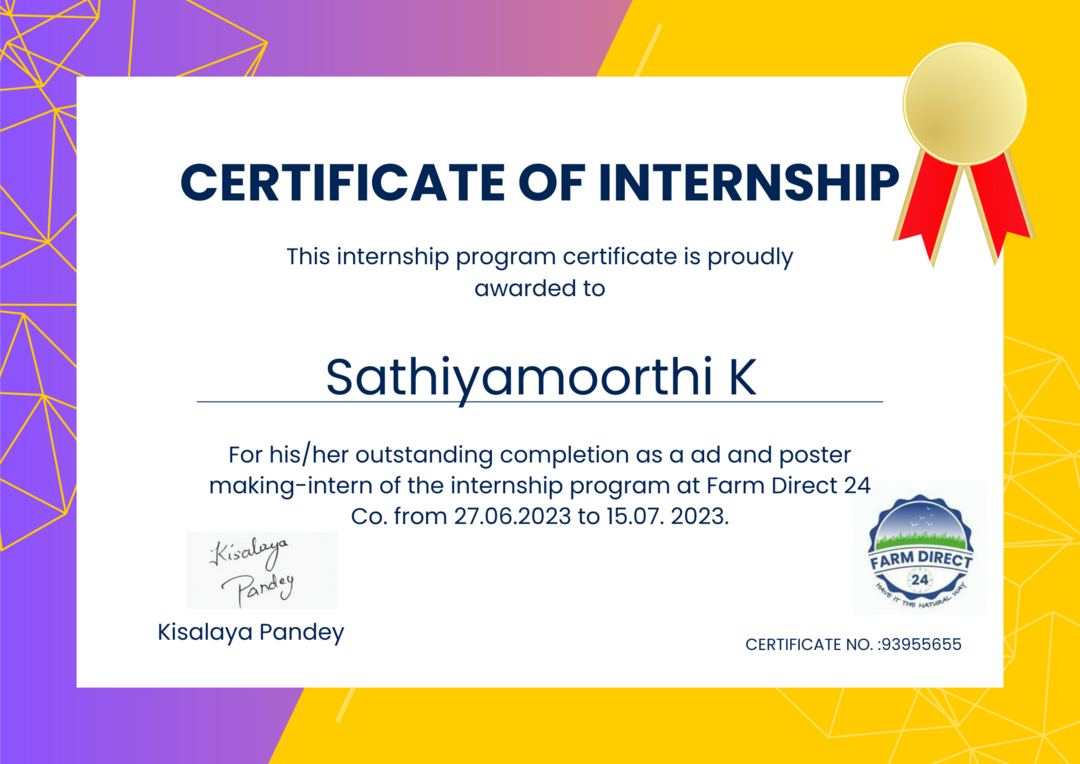 CERTIFICATE OF INTERNSHIP
This internship program certificate is proudly
awarded to
Sathiyamoorthi K
For his/her outstanding completion as a ad and poster
making-intern of the internship program at Farm Direct 24
Co. from 27.06.2023 to 15.07. 2023.
Kisalaya
Pandey
Kisalaya Pandey
FARM DIRECT
24
HAVE IT THE NATURAL WAY
CERTIFICATE NO. :93955655